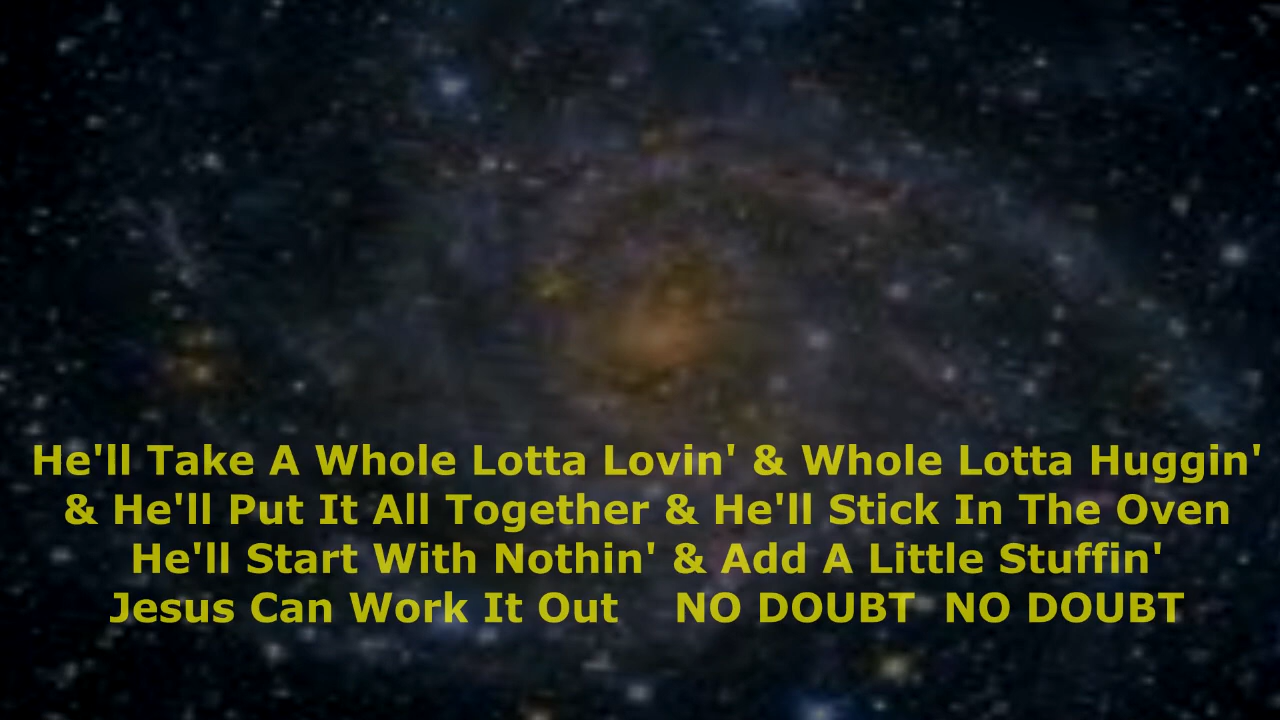 He'll Take A Whole Lotta Lovin' & Whole Lotta Huggin'
& He'll Put It All Together & He'll Stick In The Oven
He'll Start With Nothin' & Add A Little Stuffin'
Jesus Can Work It Out NO DOUBT NO DOUBT